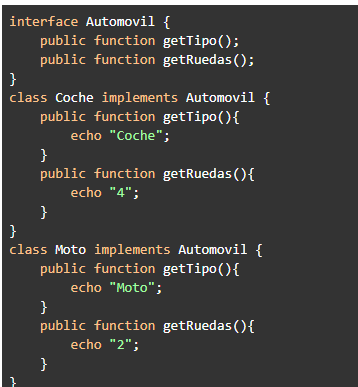 interface Automovil {
    public function getTipo();
    public function getRuedas();
}
class Coche implements Automovil {
    public function getTipo(){
        echo "Coche";
    }
    public function getRuedas(){
        echo "4";
    }
}
class Moto implements Automovil {
    public function getTipo(){
        echo "Moto";
    }
    public function getRuedas(){
        echo "2";
    }
}